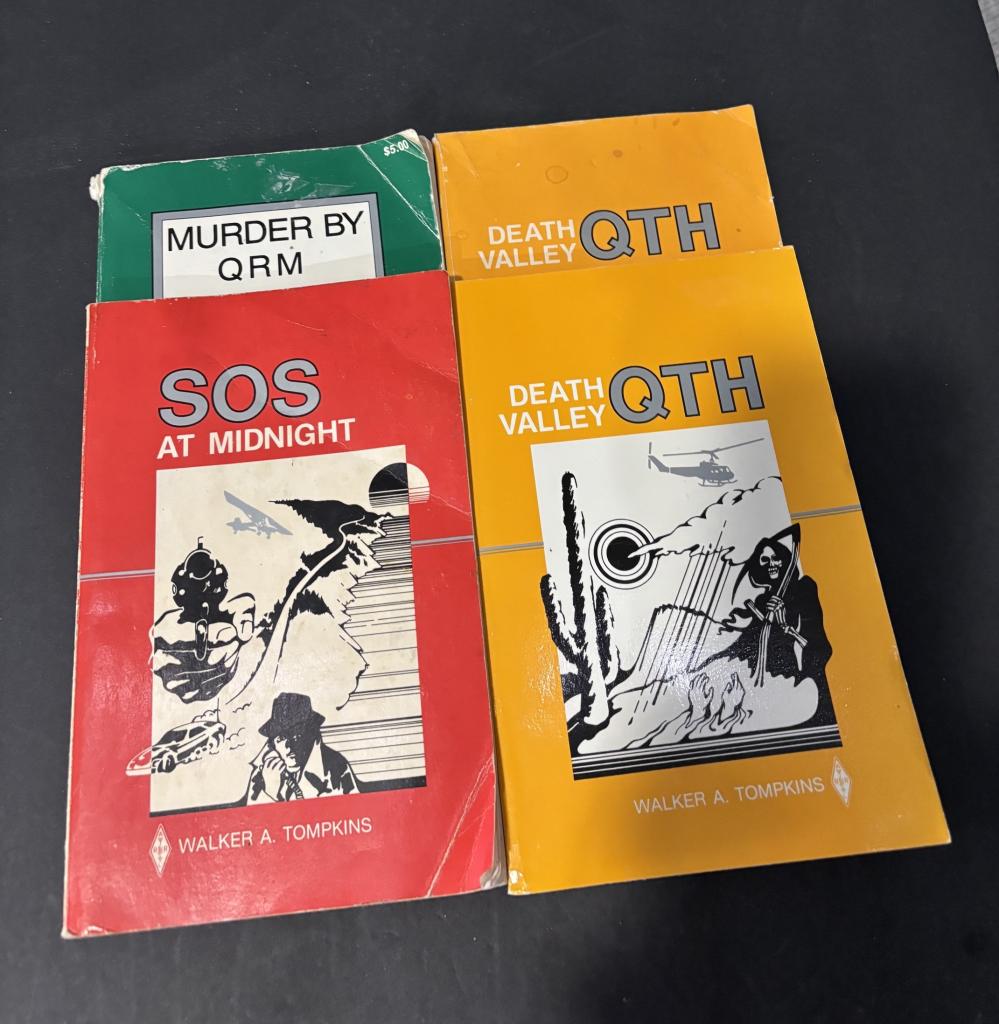 $5.00
MURDER BY
QRM
DEATH
VALLEY QTH
SOS
AT MIDNIGHT
WALKER A. TOMPKINS
DEATH
VALLEY QTH
WALKER A. TOMPKINS